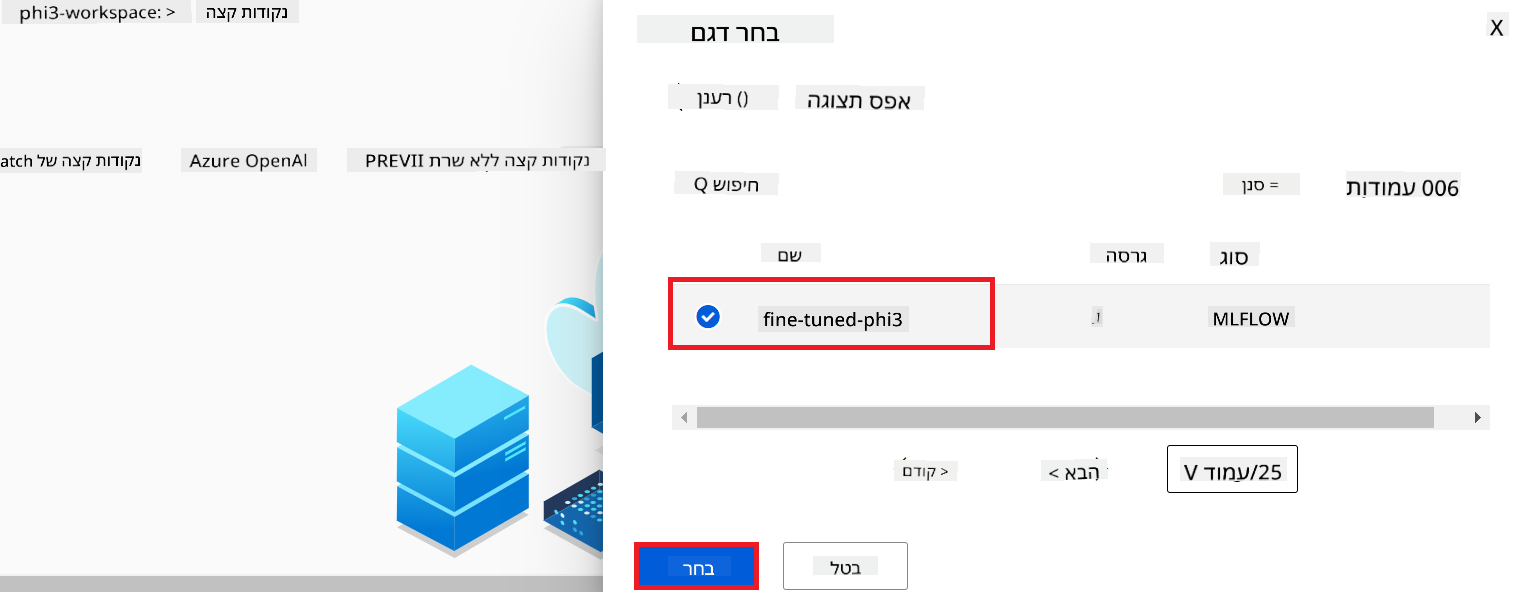 phi3-workspace: > נקודות קצה
בחר דגם
X
רענן ()
אפס תצוגה
נקודות קצה של atch
Azure OpenAI
נקודות קצה ללא שרת PREVII
חיפוש Q
= סנן
006 עמודות
שם
גרסה
סוג
fine-tuned-phi3
MLFLOW
< קודם
הבא >
25/עמוד V
בחר
בטל